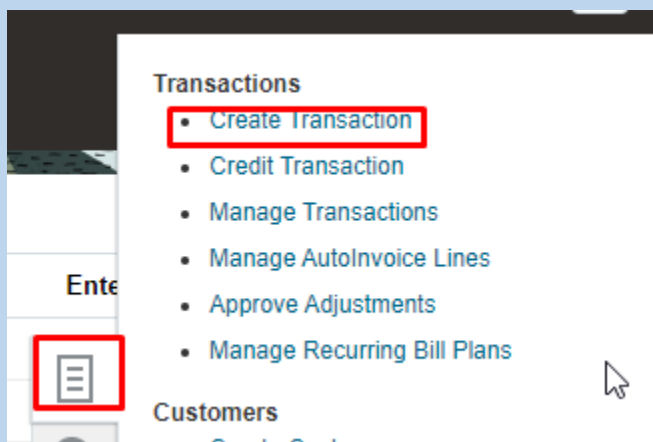 Transactions
Create Transaction
Credit Transaction
Manage Transactions
Manage AutoInvoice Lines
Ente
Approve Adjustments
Manage Recurring Bill Plans
Customers